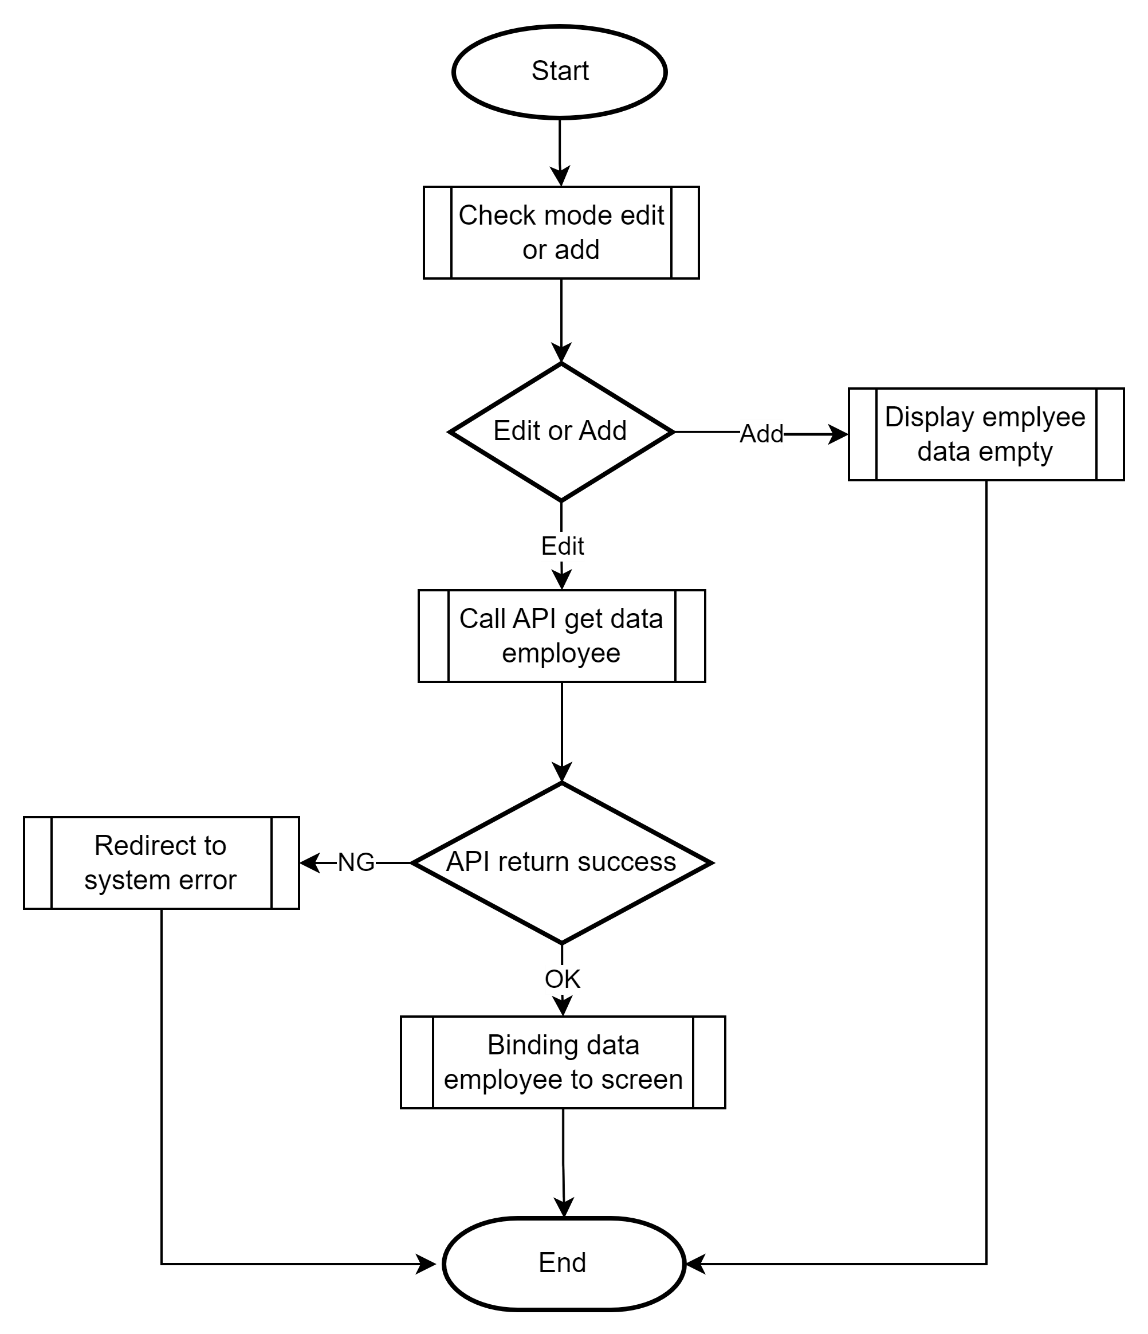 Start
Check mode edit
or add
Edit or Add
Add
Display emplyee
data empty
Edit
Call API get data
employee
API return success
NG
Redirect to
system error
OK
Binding data
employee to screen
End